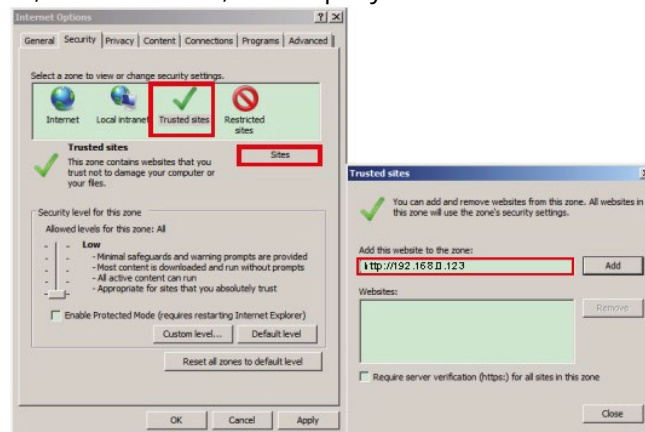 Internet Options
General Security Privacy Content Connections Programs Advanced
Select a zone to view or change security settings.
Internet Local intranet Trusted sites Restricted sites
Trusted sites
This zone contains websites that you
trust not to damage your computer or
your files.
Sites
Security level for this zone
Allowed levels for this zone: All
Low
- Minimal safeguards and warning prompts are provided
- Most content is downloaded and run without prompts
- All active content can run
- Appropriate for sites that you absolutely trust
Enable Protected Mode (requires restarting Internet Explorer)
Custom level... Default level
Reset all zones to default level
OK Cancel Apply
Trusted sites
You can add and remove websites from this zone. All websites in
this zone will use the zone's security settings.
Add this website to the zone:
http://192.168.0.123 Add
Websites:
Remove
Require server verification (https:) for all sites in this zone
Close